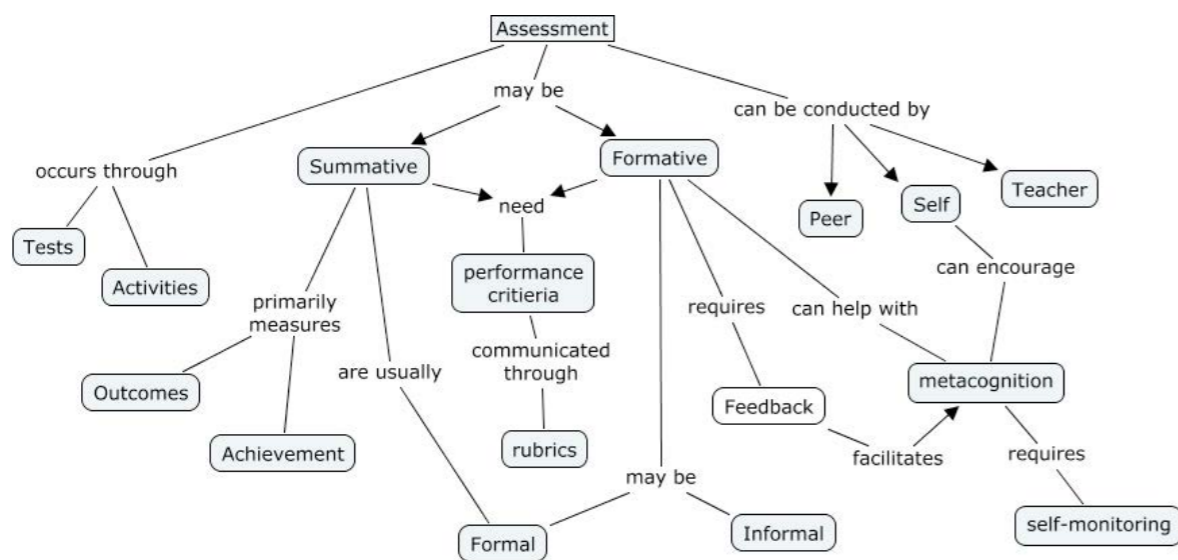 Assessment
may be
can be conducted by
occurs through
Summative
Formative
Teacher
Self
Peer
need
Tests
Activities
performance
critieria
can encourage
primarily
measures
requires
can help with
communicated
through
are usually
Outcomes
metacognition
Feedback
Achievement
rubrics
facilitates
requires
may be
Formal
Informal
self-monitoring